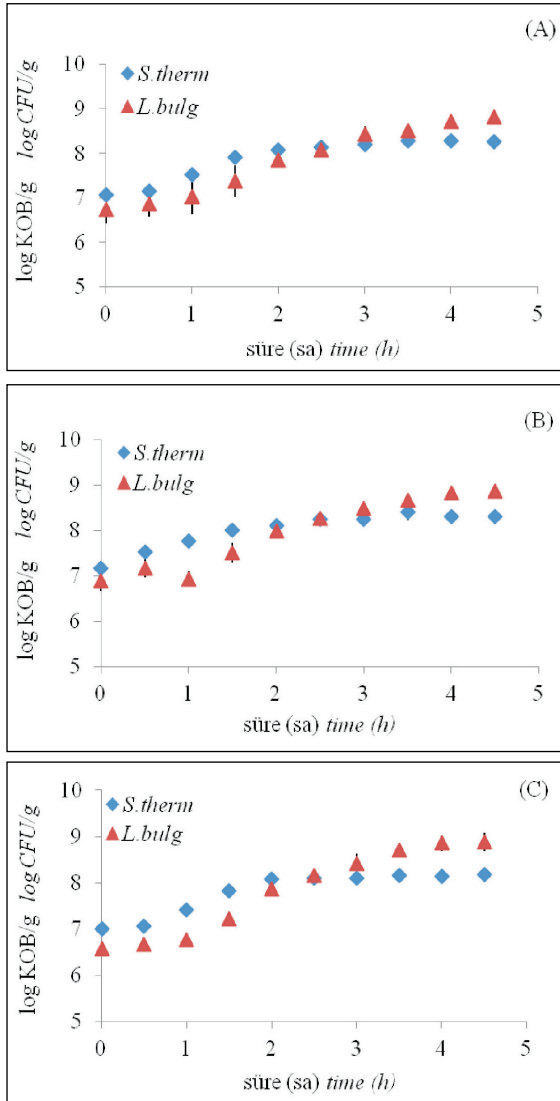 (A)
S.therm
L.bulg
log KOB/g log CFU/g
10
9
8
7
6
5
0 1 2 3 4 5
süre (sa) time (h)
(B)
S.therm
L.bulg
log KOB/g log CFU/g
10
9
8
7
6
5
0 1 2 3 4 5
süre (sa) time (h)
(C)
S.therm
L.bulg
log KOB/g log CFU/g
10
9
8
7
6
5
0 1 2 3 4 5
süre (sa) time (h)